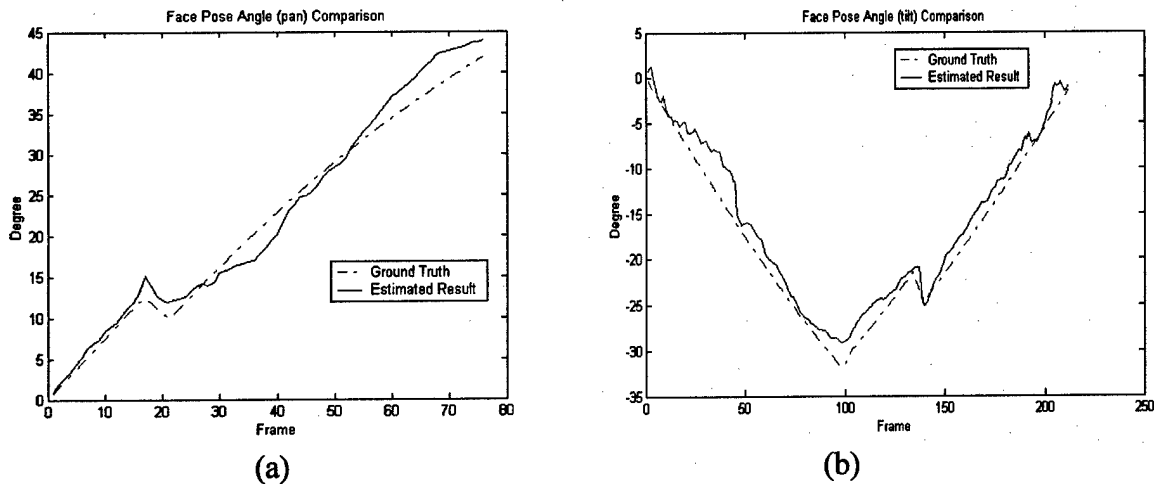 Face Pose Angle (pan) Comparison
45
40
35
30
25
20
15
10
5
0
Degree
Ground Truth
Estimated Result
0 10 20 30 40 50 60 70 80
Frame
(a)
Face Pose Angle (tilt) Comparison
5
0
-5
-10
-15
-20
-25
-30
-35
Degree
Ground Truth
Estimated Result
0 50 100 150 200 250
Frame
(b)